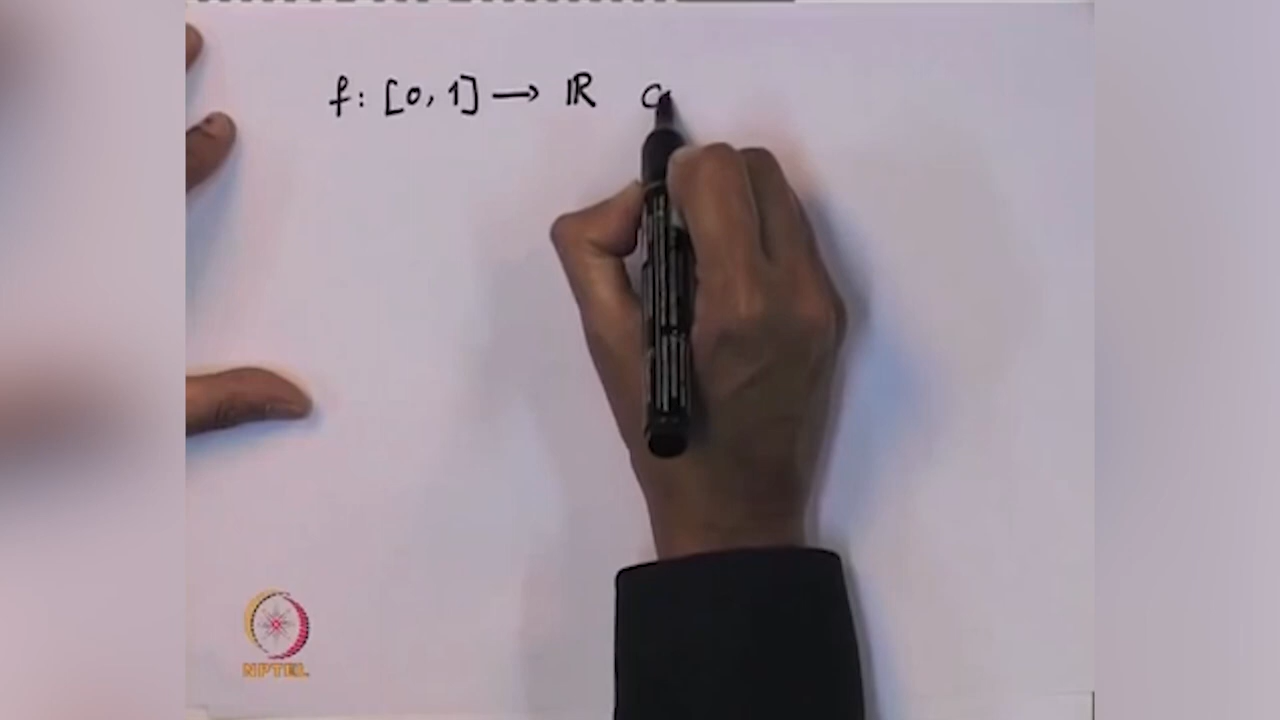 f: [0, 1] → ℝ c
NPTEL